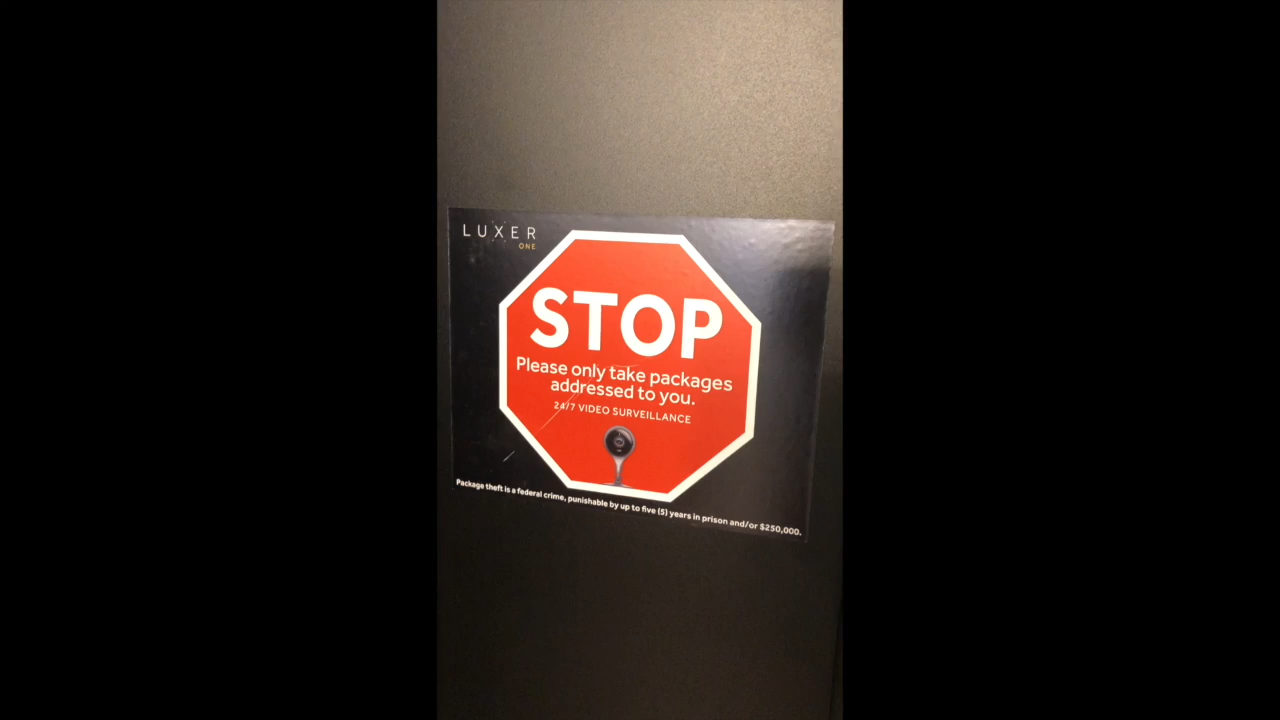 LUXER
ONE
STOP
Please only take packages
addressed to you.
24/7 VIDEO SURVEILLANCE
Package theft is a federal crime, punishable by up to five (5) years in prison and/or $250,000.